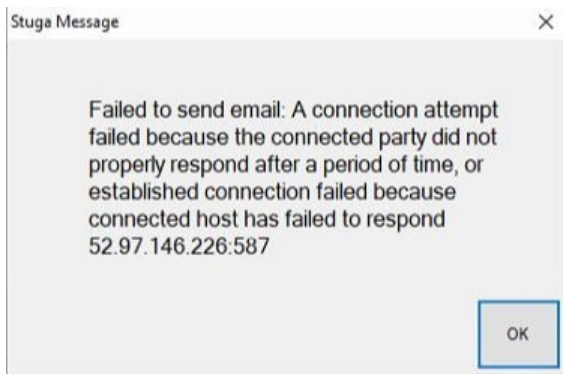 Stuga Message
Failed to send email: A connection attempt
failed because the connected party did not
properly respond after a period of time, or
established connection failed because
connected host has failed to respond
52.97.146.226:587
OK